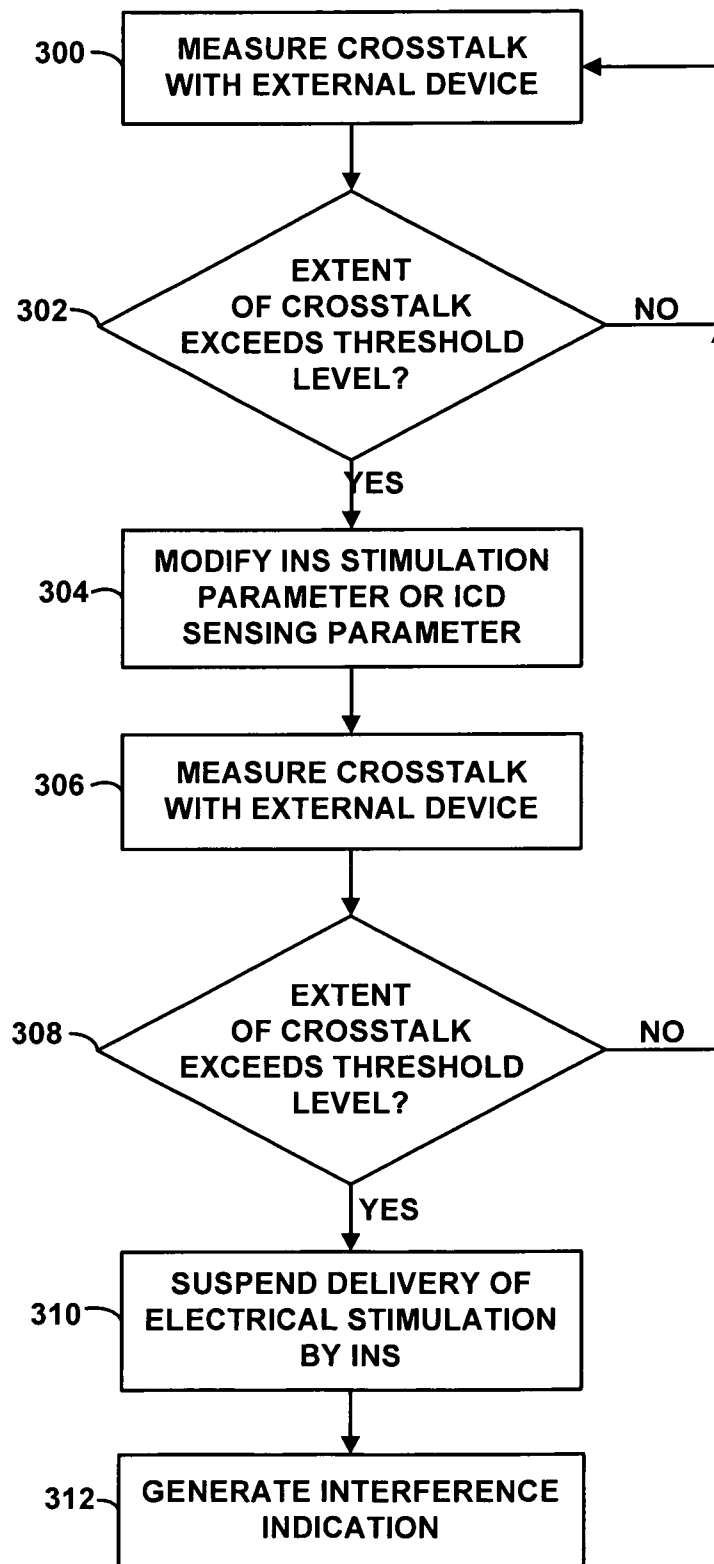 300
MEASURE CROSSTALK
WITH EXTERNAL DEVICE
302
EXTENT
OF CROSSTALK
EXCEEDS THRESHOLD
LEVEL?
NO
YES
304
MODIFY INS STIMULATION
PARAMETER OR ICD
SENSING PARAMETER
306
MEASURE CROSSTALK
WITH EXTERNAL DEVICE
308
EXTENT
OF CROSSTALK
EXCEEDS THRESHOLD
LEVEL?
NO
YES
310
SUSPEND DELIVERY OF
ELECTRICAL STIMULATION
BY INS
312
GENERATE INTERFERENCE
INDICATION